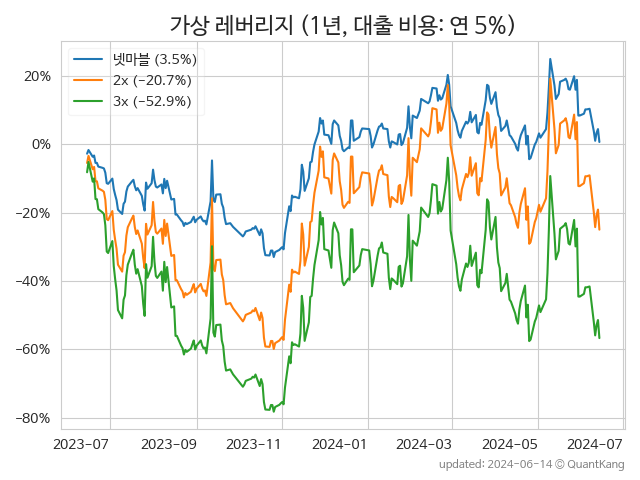 가상 레버리지 (1년, 대출 비용: 연 5%)
넷마블 (3.5%)
2x (−20.7%)
3x (−52.9%)
20%
0%
−20%
−40%
−60%
−80%
2023-07 2023-09 2023-11 2024-01 2024-03 2024-05 2024-07
updated: 2024-06-14 © QuantKang